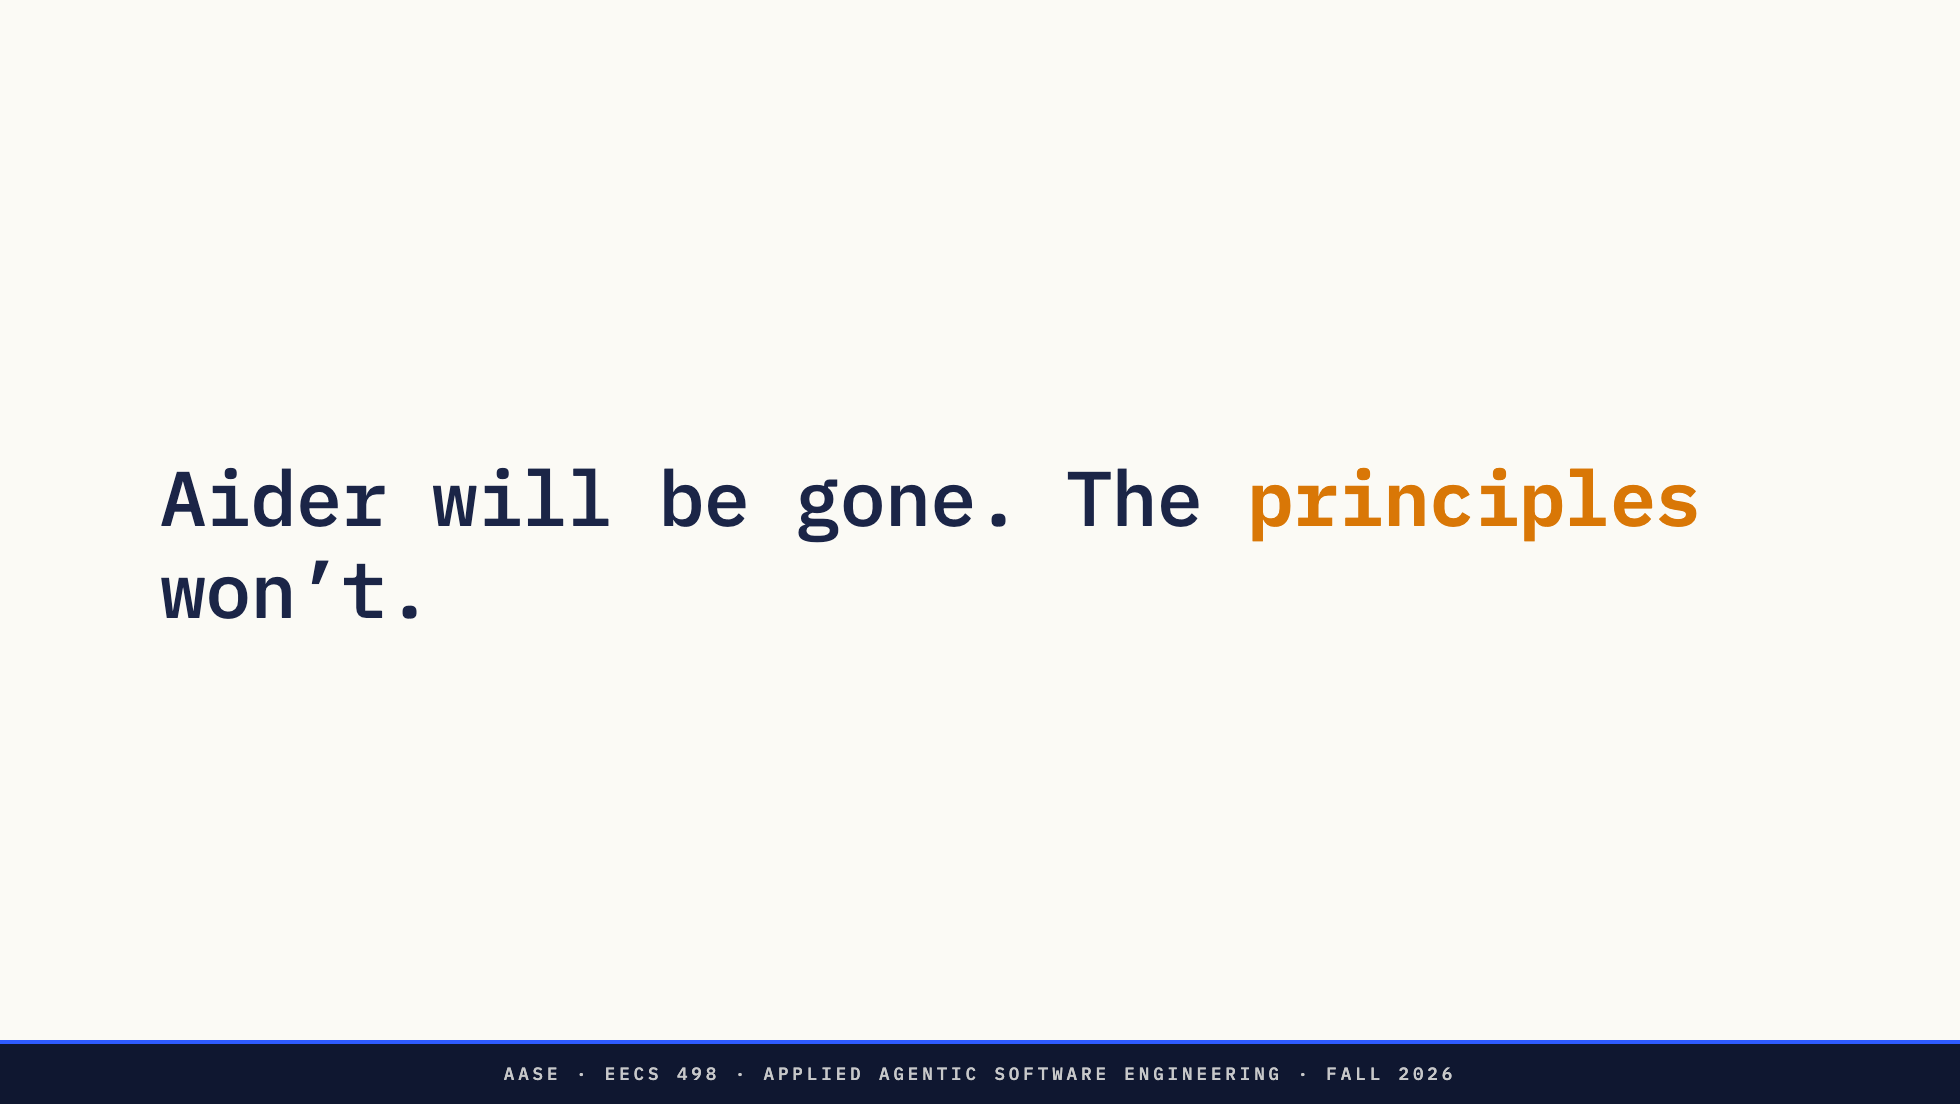 Aider will be gone. The principles
won’t.
AASE · EECS 498 · APPLIED AGENTIC SOFTWARE ENGINEERING · FALL 2026